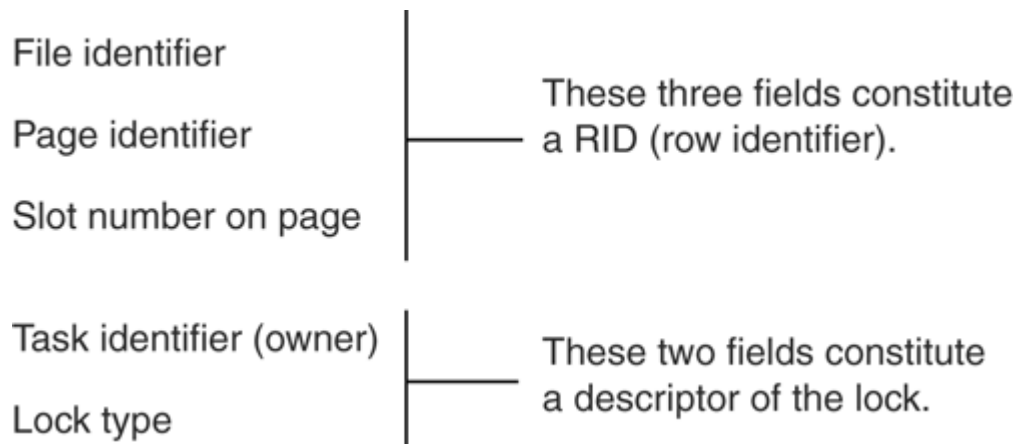 File identifier
Page identifier
Slot number on page
These three fields constitute
a RID (row identifier).
Task identifier (owner)
Lock type
These two fields constitute
a descriptor of the lock.